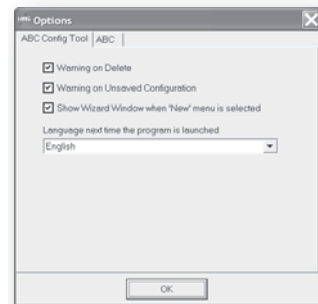 Options
ABC Config Tool ABC
Warning on Delete
Warning on Unsaved Configuration
Show Wizard Window when 'New' menu is selected
Language next time the program is launched
English
OK